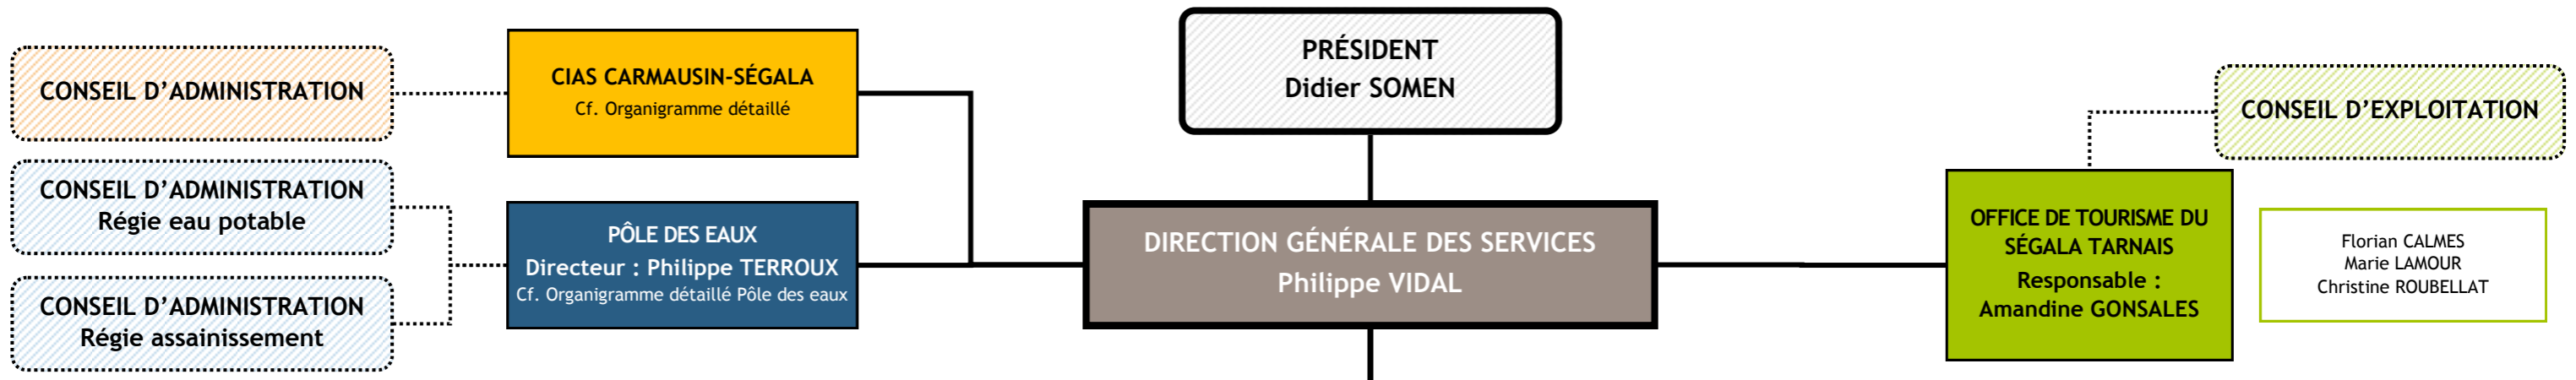 PRÉSIDENT
Didier SOMEN
CONSEIL D’ADMINISTRATION
CIAS CARMAUSIN-SÉGALA
Cf. Organigramme détaillé
CONSEIL D’EXPLOITATION
CONSEIL D’ADMINISTRATION
Régie eau potable
PÔLE DES EAUX
Directeur : Philippe TERROUX
Cf. Organigramme détaillé Pôle des eaux
CONSEIL D’ADMINISTRATION
Régie assainissement
DIRECTION GÉNÉRALE DES SERVICES
Philippe VIDAL
OFFICE DE TOURISME DU
SÉGALA TARNAIS
Responsable :
Amandine GONSALES
Florian CALMES
Marie LAMOUR
Christine ROUBELLAT